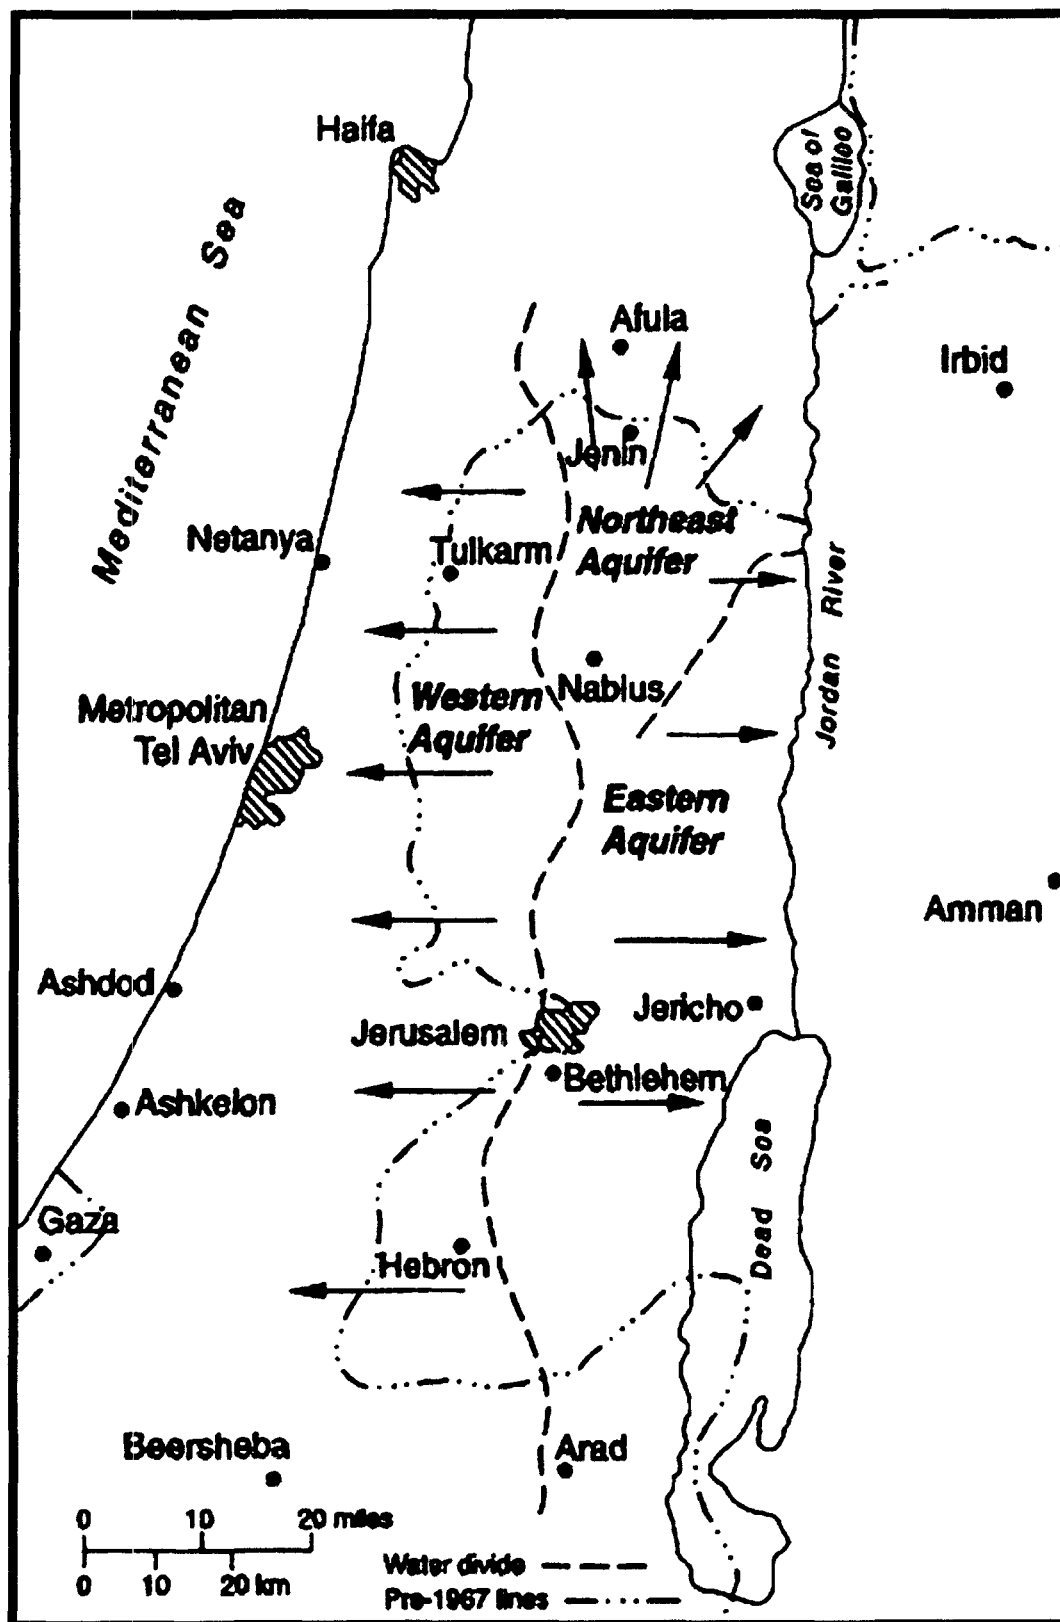 Haifa
Sea of
Galilee
Mediterranean Sea
Afula
Irbid
Jenin
Northeast
Aquifer
Netanya
Tulkarm
Jordan River
Nablus
Western
Aquifer
Metropolitan
Tel Aviv
Eastern
Aquifer
Amman
Ashdod
Jericho
Jerusalem
Bethlehem
Ashkelon
Dead Sea
Gaza
Hebron
Beersheba
Arad
0 10 20 miles
0 10 20 km
Water divide
Pre-1967 lines